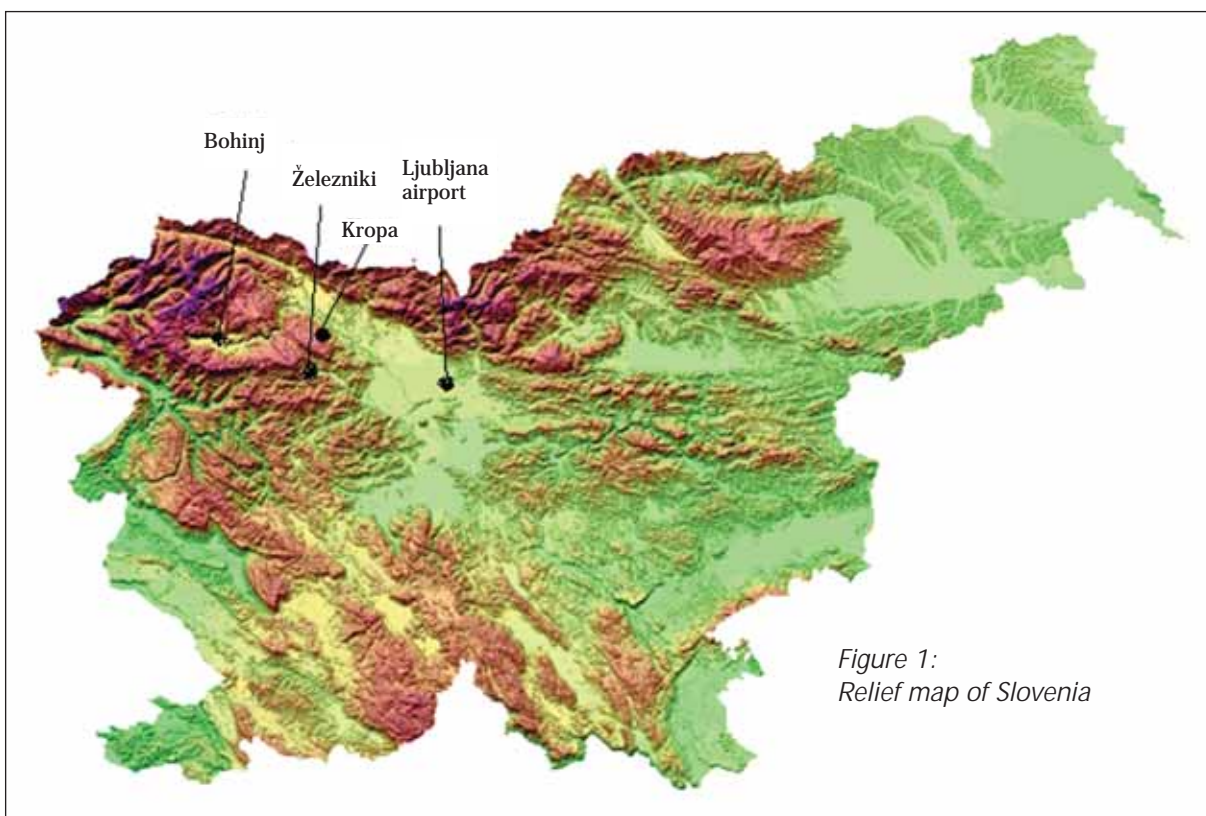 Bohinj
Železniki
Ljubljana
airport
Kropa
Figure 1:
Relief map of Slovenia